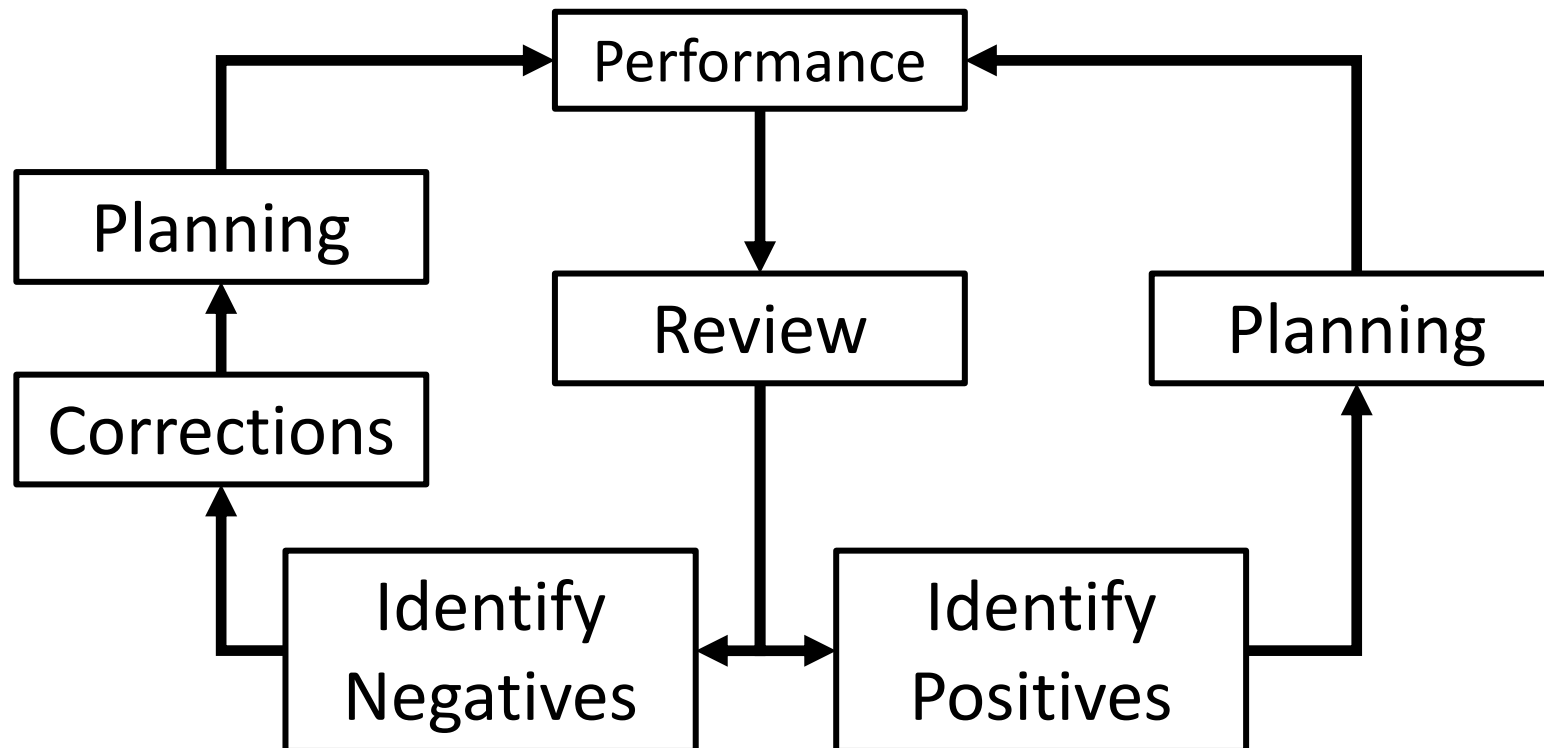 Performance
Planning
Review
Planning
Corrections
Identify
Negatives
Identify
Positives